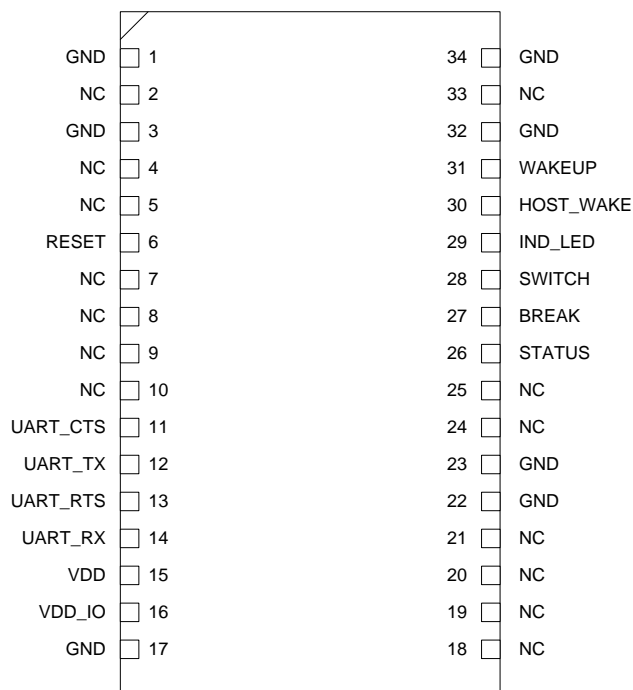 GND 1 34 GND
NC 2 33 NC
GND 3 32 GND
NC 4 31 WAKEUP
NC 5 30 HOST_WAKE
RESET 6 29 IND_LED
NC 7 28 SWITCH
NC 8 27 BREAK
NC 9 26 STATUS
NC 10 25 NC
UART_CTS 11 24 NC
UART_TX 12 23 GND
UART_RTS 13 22 GND
UART_RX 14 21 NC
VDD 15 20 NC
VDD_IO 16 19 NC
GND 17 18 NC